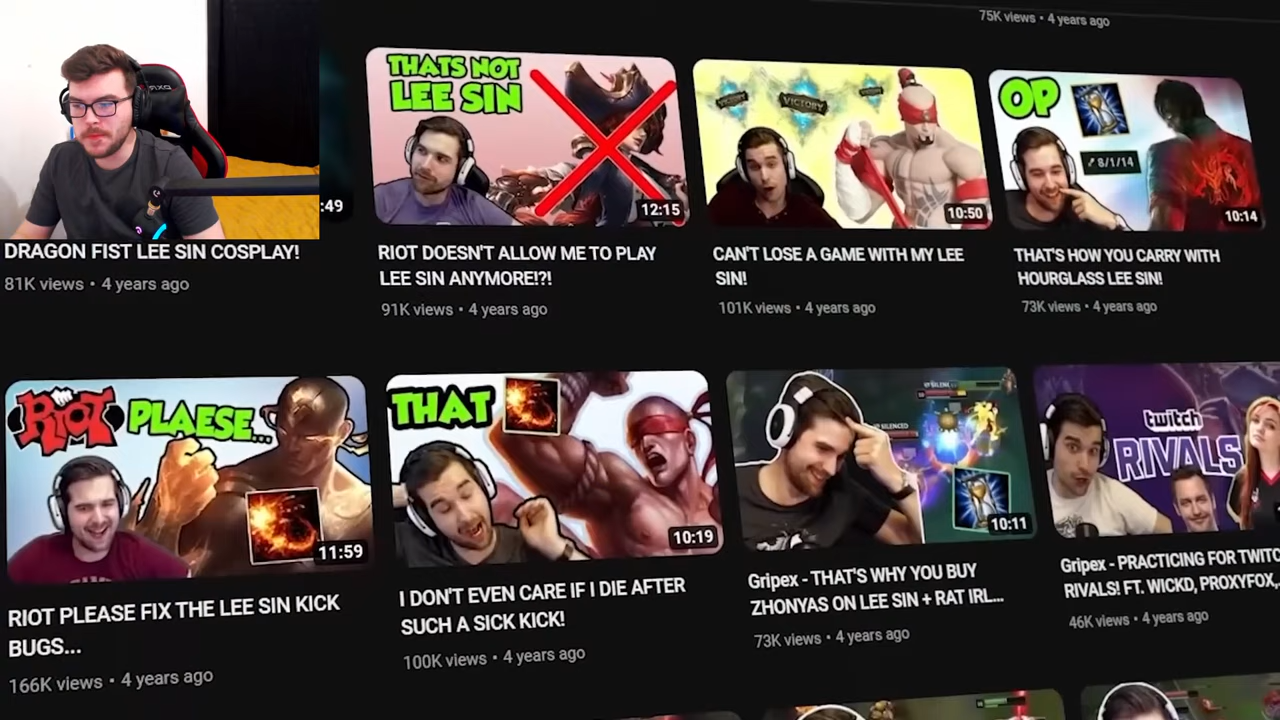 75K views • 4 years ago
:49
DRAGON FIST LEE SIN COSPLAY!
81K views • 4 years ago
THATS NOT
LEE SIN
12:15
RIOT DOESN'T ALLOW ME TO PLAY
LEE SIN ANYMORE!?!
91K views • 4 years ago
VICTORY
VICTORY
VICTORY
10:50
CAN'T LOSE A GAME WITH MY LEE
SIN!
101K views • 4 years ago
OP
8/1/14
10:14
THAT'S HOW YOU CARRY WITH
HOURGLASS LEE SIN!
73K views • 4 years ago
RIOT PLAESE...
11:59
RIOT PLEASE FIX THE LEE SIN KICK
BUGS...
166K views • 4 years ago
THAT
10:19
I DON'T EVEN CARE IF I DIE AFTER
SUCH A SICK KICK!
100K views • 4 years ago
SILENCED
10:11
Gripex - THAT'S WHY YOU BUY
ZHONYAS ON LEE SIN + RAT IRL...
73K views • 4 years ago
twitch
RIVALS
Gripex - PRACTICING FOR TWITC
RIVALS! FT. WICKD, PROXYFOX,
46K views • 4 years ago